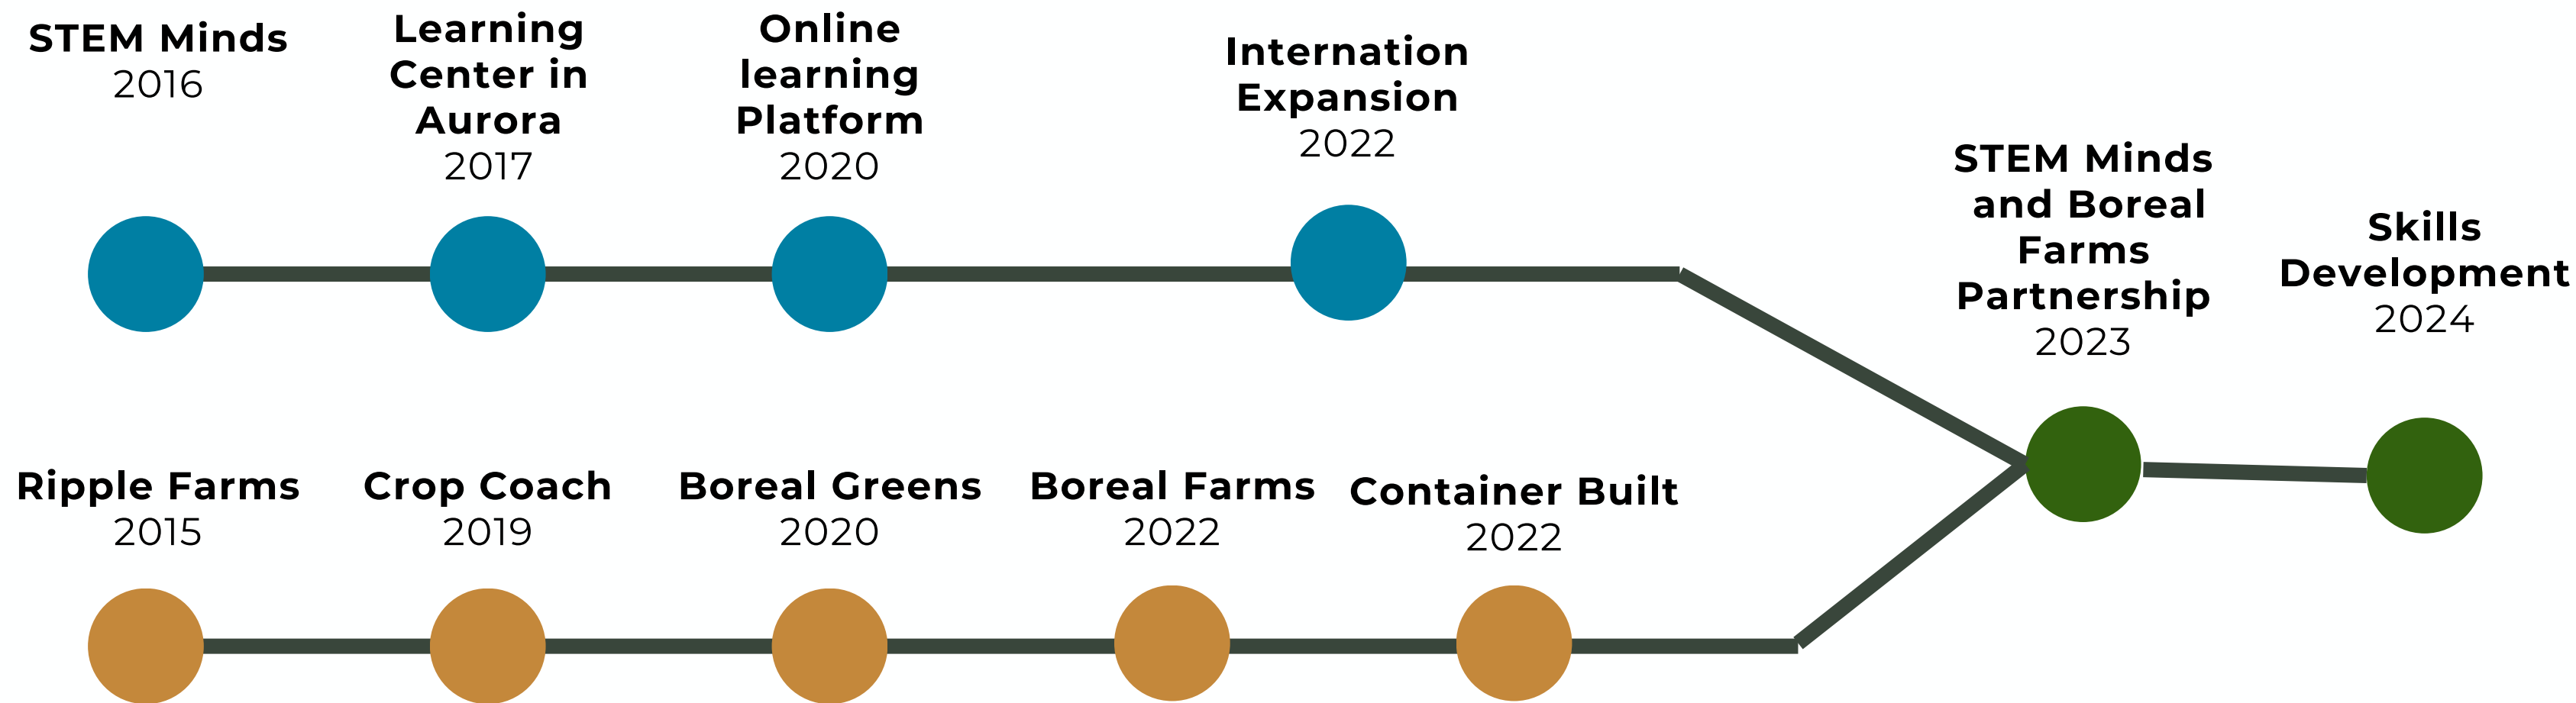 STEM Minds
2016
Learning
Center in
Aurora
2017
Online
learning
Platform
2020
Internation
Expansion
2022
STEM Minds
and Boreal
Farms
Partnership
2023
Skills
Development
2024
Ripple Farms
2015
Crop Coach
2019
Boreal Greens
2020
Boreal Farms
2022
Container Built
2022